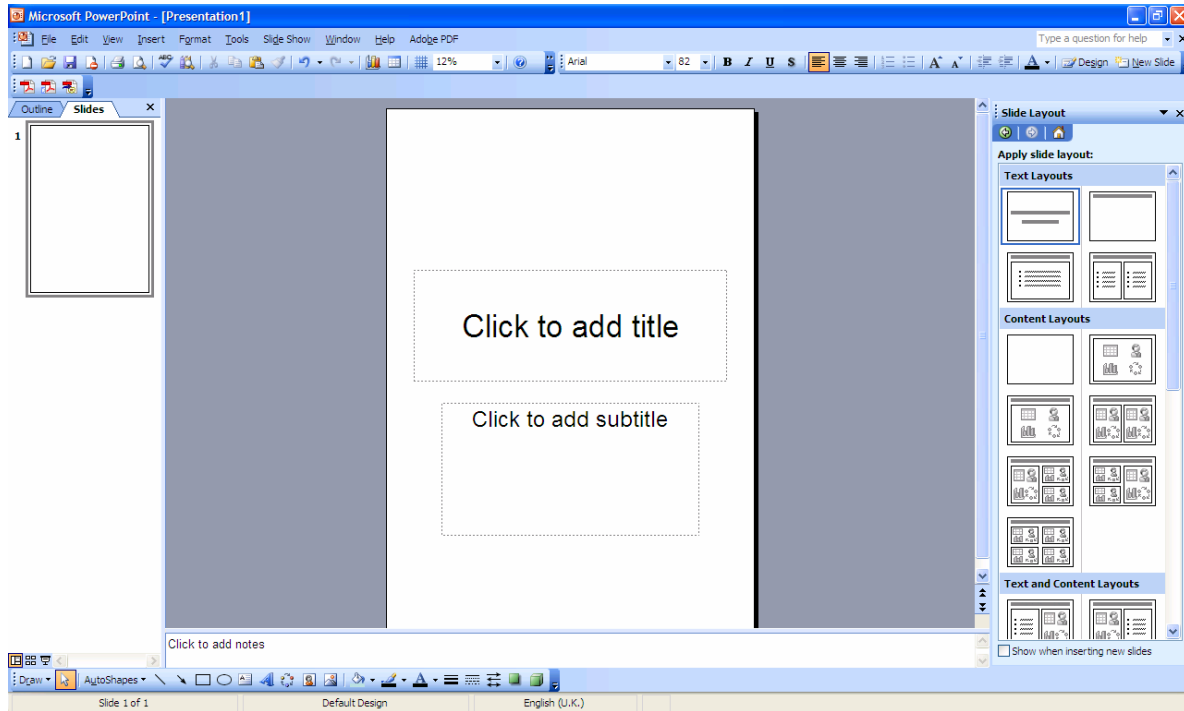 Microsoft PowerPoint - [Presentation1]
File Edit View Insert Format Tools Slide Show Window Help Adobe PDF Type a question for help
12% Arial 82 B I U S A A A Design New Slide
Outline Slides Slide Layout
1
Apply slide layout:
Text Layouts
Click to add title
Content Layouts
Click to add subtitle
Text and Content Layouts
Click to add notes
Show when inserting new slides
Draw AutoShapes A A
Slide 1 of 1 Default Design English (U.K.)